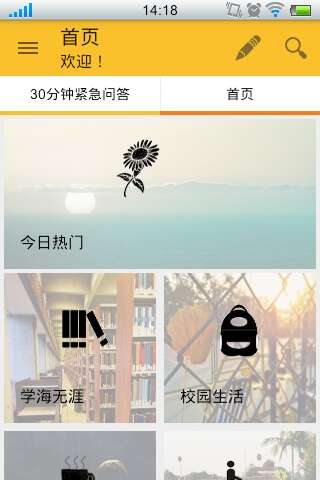 14:18
首页
欢迎！
30分钟紧急问答
首页
今日热门
学海无涯
校园生活